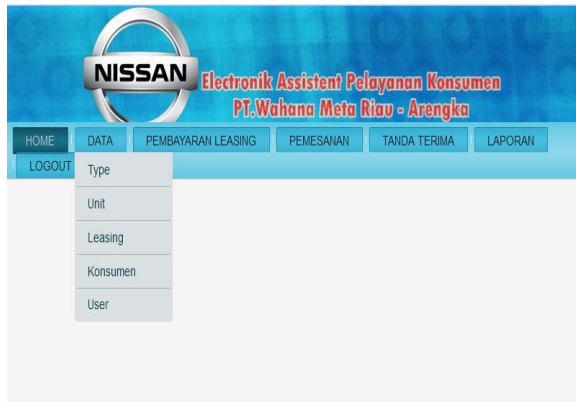 NISSAN
Electronik Assistent Pelayanan Konsumen
PT.Wahana Meta Riau - Arengka
HOME DATA PEMBAYARAN LEASING PEMESANAN TANDA TERIMA LAPORAN
LOGOUT
Type
Unit
Leasing
Konsumen
User